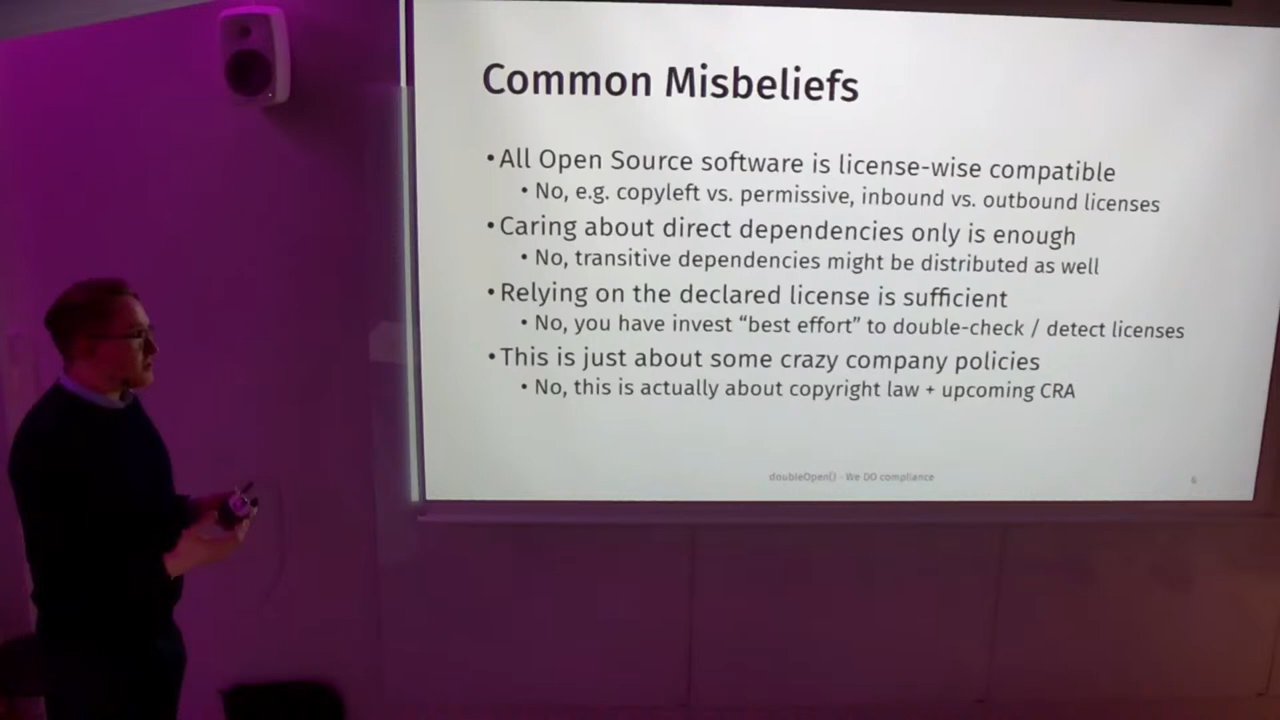 Common Misbeliefs
• All Open Source software is license-wise compatible
• No, e.g. copyleft vs. permissive, inbound vs. outbound licenses
• Caring about direct dependencies only is enough
• No, transitive dependencies might be distributed as well
• Relying on the declared license is sufficient
• No, you have invest “best effort” to double-check / detect licenses
• This is just about some crazy company policies
• No, this is actually about copyright law + upcoming CRA
doubleOpen() - We DO compliance